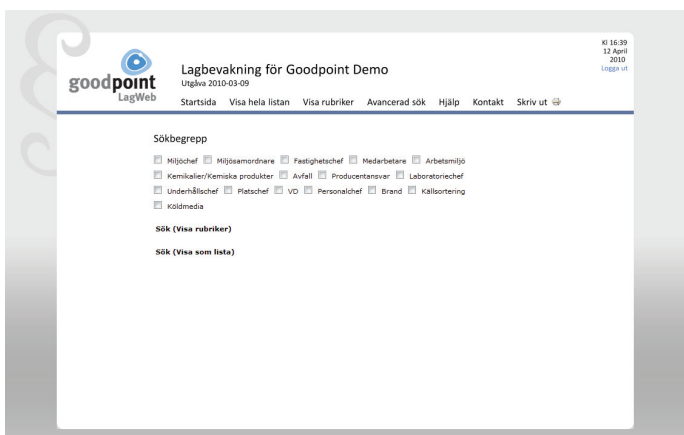 Kl 16:39
12 April
2010
Logga ut
goodpoint
LagWeb
Lagbevakning för Goodpoint Demo
Utgåva 2010-03-09
Startsida Visa hela listan Visa rubriker Avancerad sök Hjälp Kontakt Skriv ut
Sökbegrepp
Miljöchef Miljösamordnare Fastighetschef Medarbetare Arbetsmiljö
Kemikalier/Kemiska produkter Avfall Producentansvar Laboratoriechef
Underhållschef Platschef VD Personalchef Brand Källsortering
Köldmedia
Sök (Visa rubriker)
Sök (Visa som lista)